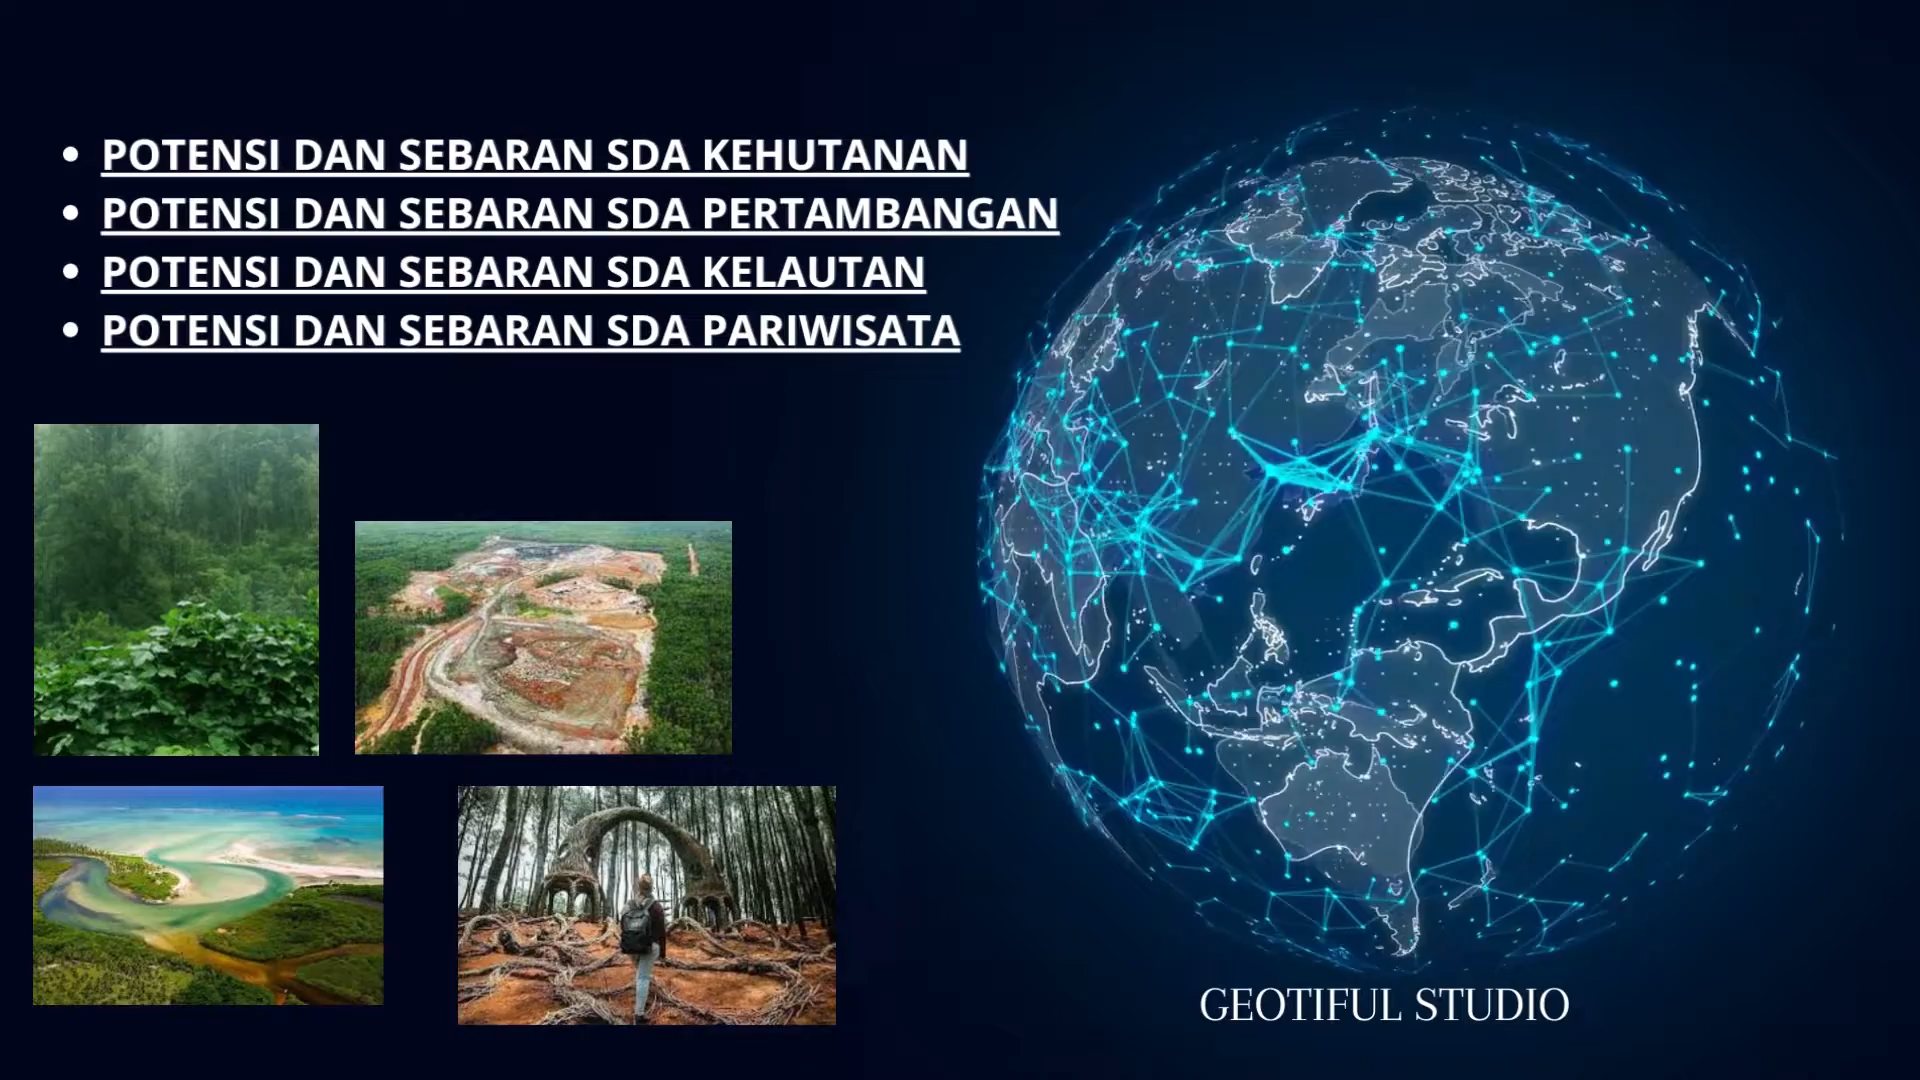 • POTENSI DAN SEBARAN SDA KEHUTANAN
• POTENSI DAN SEBARAN SDA PERTAMBANGAN
• POTENSI DAN SEBARAN SDA KELAUTAN
• POTENSI DAN SEBARAN SDA PARIWISATA
GEOTIFUL STUDIO